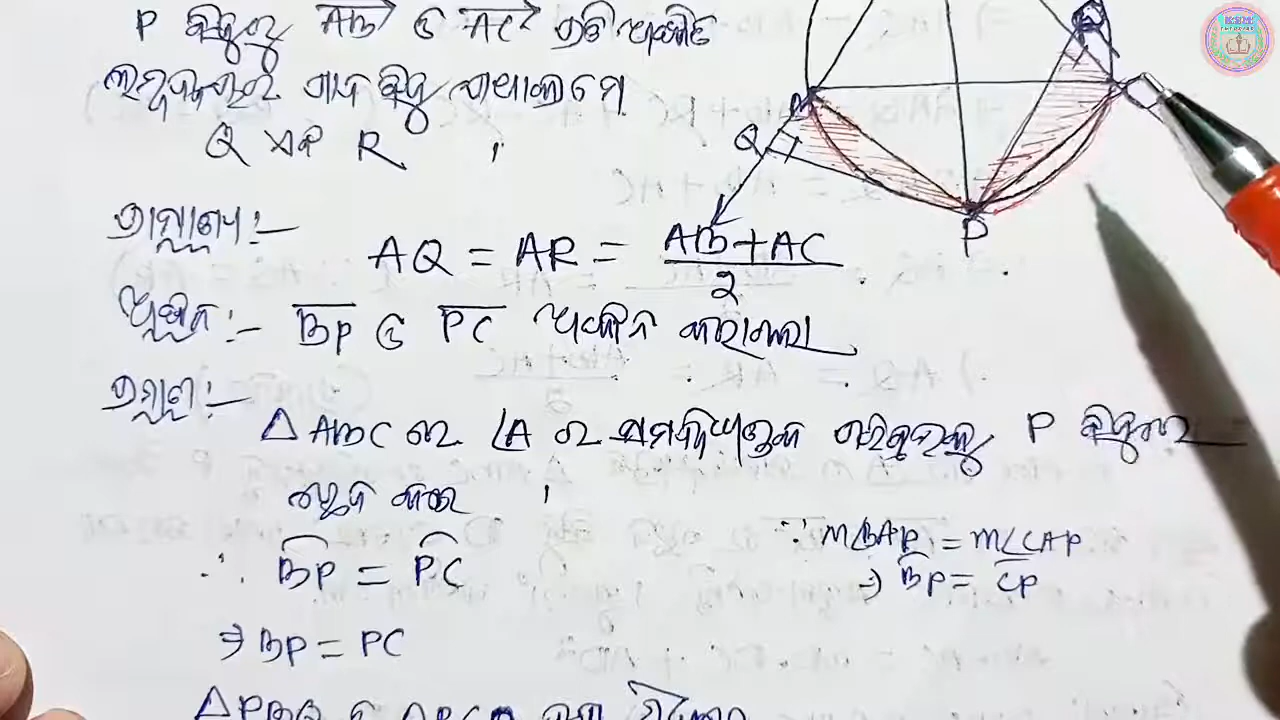 P ବିନ୍ଦୁରୁ AB ଓ AC ପ୍ରତି ଅଙ୍କିତ
ଲମ୍ବଦ୍ୱୟର ପାଦ ବିନ୍ଦୁ ଯଥାକ୍ରମେ
Q ଏବଂ R ।
ପ୍ରାମାଣ୍ୟ :-
AQ = AR = AB + AC / 2
ଅଙ୍କନ :- BP ଓ PC ଅଙ୍କନ କରାଗଲା
ପ୍ରମାଣ :-
△ABC ରେ ∠A ର ସମଦ୍ୱିଖଣ୍ଡକ ପରିବୃତ୍ତକୁ P ବିନ୍ଦୁରେ
ଛେଦ କରେ ।
∵ m∠BAP = m∠CAP
⇒ BP = CP
∴ BP = PC
⇒ BP = PC
Q
P